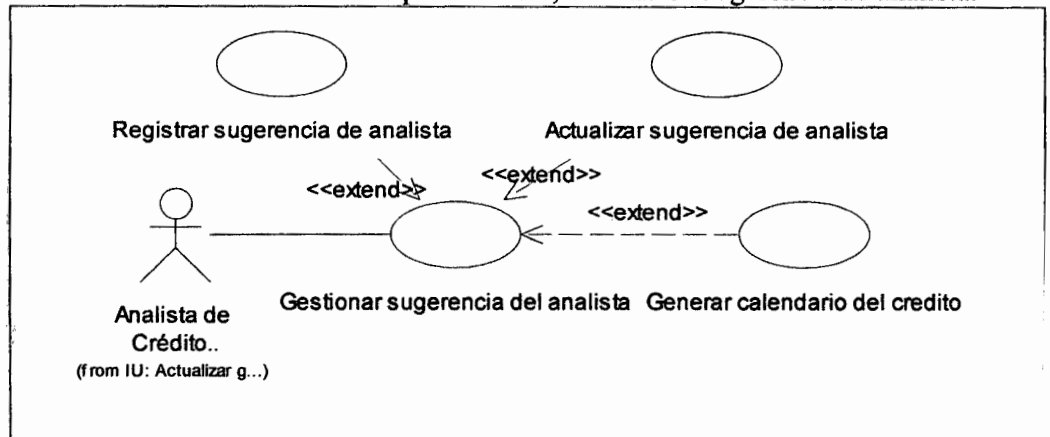 Registrar sugerencia de analista
Actualizar sugerencia de analista
<<extend>>
<<extend>>
<<extend>>
Gestionar sugerencia del analista
Generar calendario del credito
Analista de
Crédito..
(from IU: Actualizar g...)